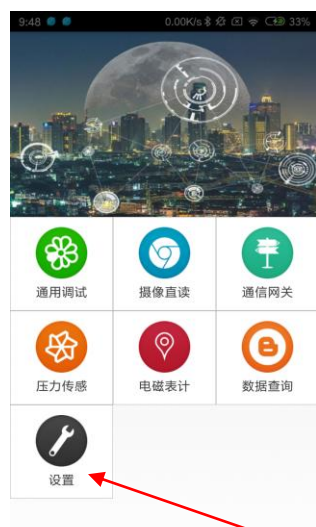 9:48 0.00K/s 33%
通用调试 摄像直读 通信网关
压力传感 电磁表计 数据查询
设置